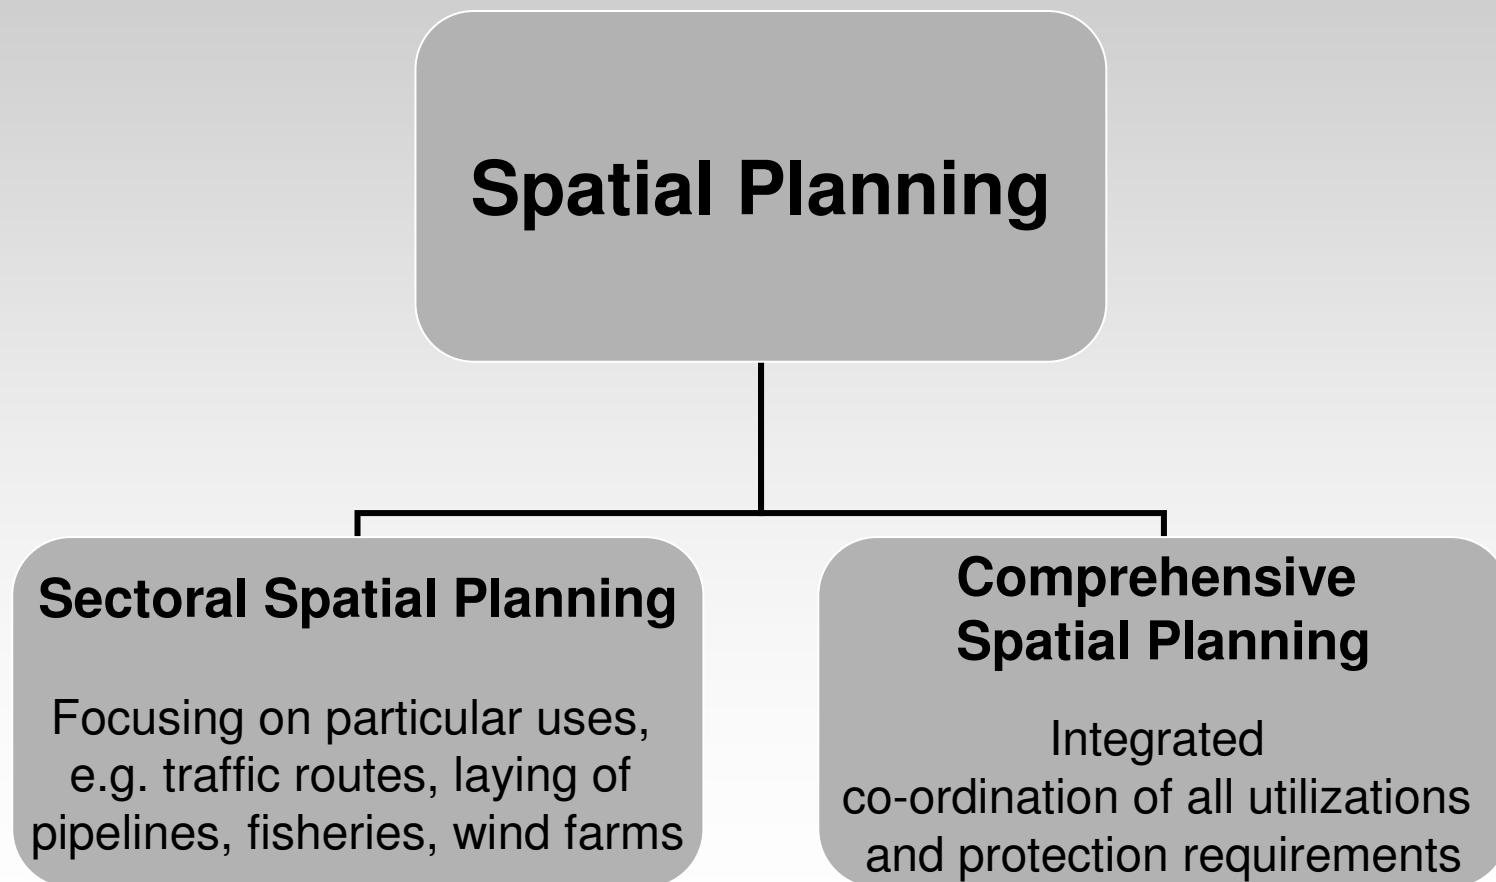 Spatial Planning
Sectoral Spatial Planning
Focusing on particular uses,
e.g. traffic routes, laying of
pipelines, fisheries, wind farms
Comprehensive
Spatial Planning
Integrated
co-ordination of all utilizations
and protection requirements